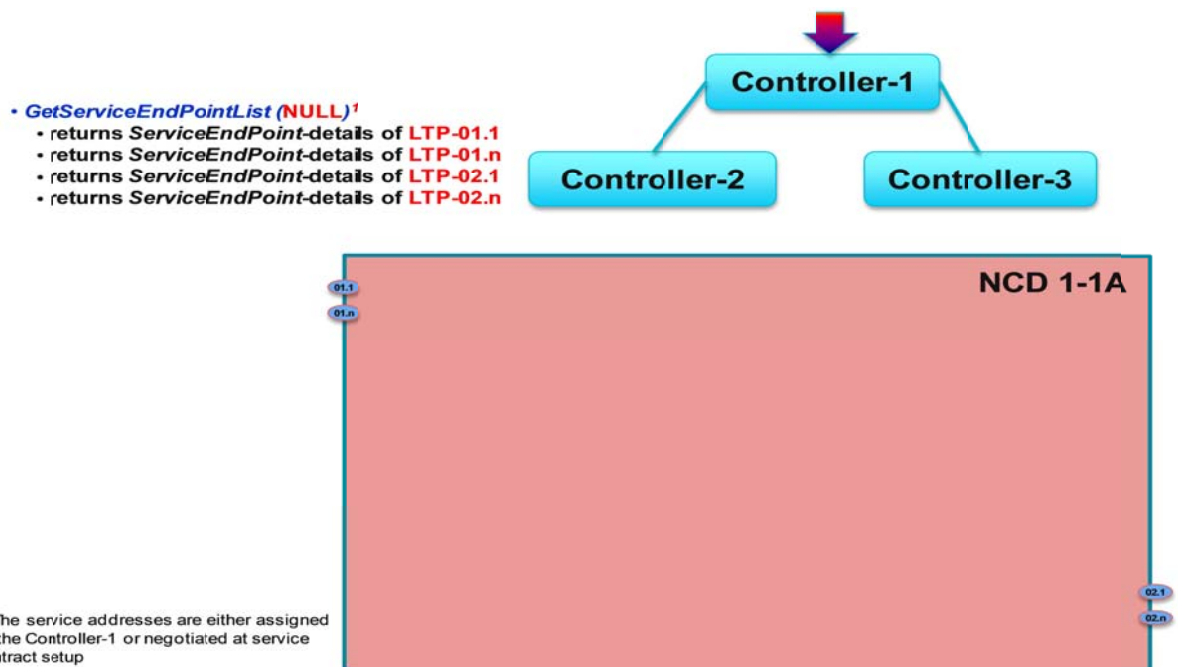 • GetServiceEndPointList (NULL)¹
• returns ServiceEndPoint-details of LTP-01.1
• returns ServiceEndPoint-details of LTP-01.n
• returns ServiceEndPoint-details of LTP-02.1
• returns ServiceEndPoint-details of LTP-02.n
Controller-1
Controller-2
Controller-3
NCD 1-1A
01.1
01.n
02.1
02.n
he service addresses are either assigned
the Controller-1 or negotiated at service
tract setup